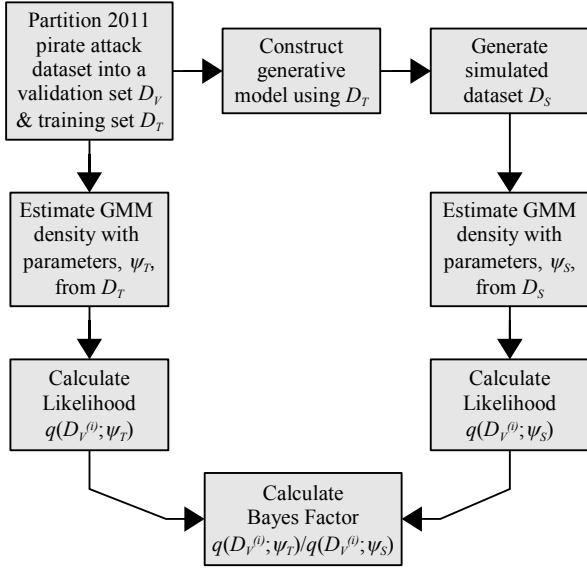 Partition 2011
pirate attack
dataset into a
validation set D_V
& training set D_T
Construct
generative
model using D_T
Generate
simulated
dataset D_S
Estimate GMM
density with
parameters, ψ_T,
from D_T
Estimate GMM
density with
parameters, ψ_S,
from D_S
Calculate
Likelihood
q(D_V^(i);ψ_T)
Calculate
Likelihood
q(D_V^(i);ψ_S)
Calculate
Bayes Factor
q(D_V^(i);ψ_T)/q(D_V^(i);ψ_S)